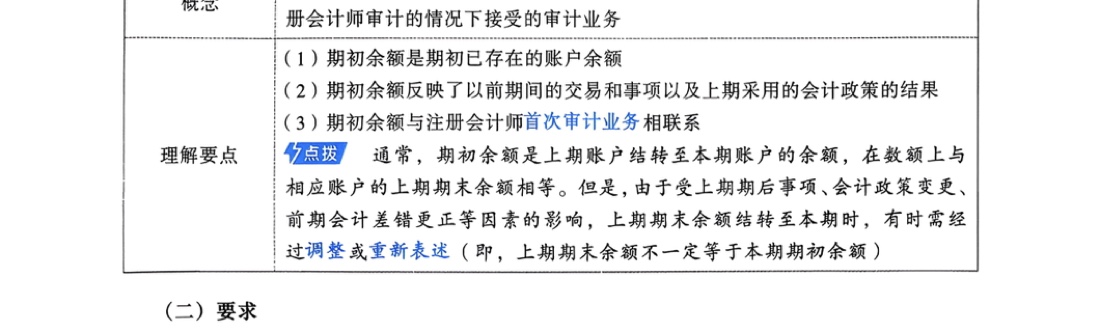 概念
册会计师审计的情况下接受的审计业务
(1)期初余额是期初已存在的账户余额
(2)期初余额反映了以前期间的交易和事项以及上期采用的会计政策的结果
(3)期初余额与注册会计师首次审计业务相联系
理解要点
点拨 通常，期初余额是上期账户结转至本期账户的余额，在数额上与
相应账户的上期期末余额相等。但是，由于受上期期后事项、会计政策变更、
前期会计差错更正等因素的影响，上期期末余额结转至本期时，有时需经
过调整或重新表述（即，上期期末余额不一定等于本期期初余额）
（二）要求